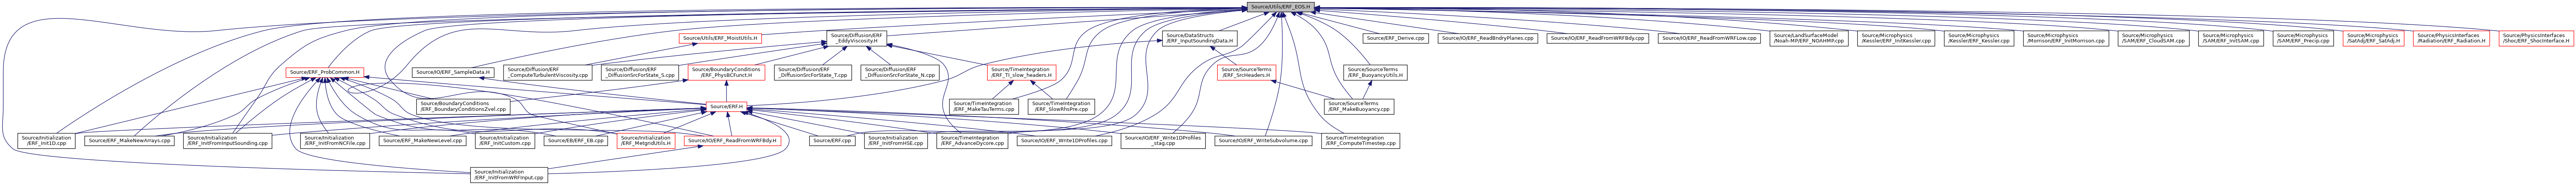 Source/Utils/ERF_EOS.H
Source/Utils/ERF_MoistUtils.H
Source/Diffusion/ERF
_EddyViscosity.H
Source/DataStructs
/ERF_InputSoundingData.H
Source/ERF_Derive.cpp
Source/IO/ERF_ReadBndryPlanes.cpp
Source/IO/ERF_ReadFromWRFBdy.cpp
Source/IO/ERF_ReadFromWRFLow.cpp
Source/LandSurfaceModel
/Noah-MP/ERF_NOAHMP.cpp
Source/Microphysics
/Kessler/ERF_InitKessler.cpp
Source/Microphysics
/Kessler/ERF_Kessler.cpp
Source/Microphysics
/Morrison/ERF_InitMorrison.cpp
Source/Microphysics
/SAM/ERF_CloudSAM.cpp
Source/Microphysics
/SAM/ERF_InitSAM.cpp
Source/Microphysics
/SAM/ERF_Precip.cpp
Source/Microphysics
/SatAdj/ERF_SatAdj.H
Source/PhysicsInterfaces
/Radiation/ERF_Radiation.H
Source/PhysicsInterfaces
/Shoc/ERF_ShocInterface.H
Source/ERF_ProbCommon.H
Source/IO/ERF_SampleData.H
Source/Diffusion/ERF
_ComputeTurbulentViscosity.cpp
Source/Diffusion/ERF
_DiffusionSrcForState_S.cpp
Source/BoundaryConditions
/ERF_PhysBCFunct.H
Source/Diffusion/ERF
_DiffusionSrcForState_T.cpp
Source/Diffusion/ERF
_DiffusionSrcForState_N.cpp
Source/TimeIntegration
/ERF_TI_slow_headers.H
Source/SourceTerms
/ERF_SrcHeaders.H
Source/SourceTerms
/ERF_BuoyancyUtils.H
Source/BoundaryConditions
/ERF_BoundaryConditionsZvel.cpp
Source/ERF.H
Source/TimeIntegration
/ERF_MakeTauTerms.cpp
Source/TimeIntegration
/ERF_SlowRhsPre.cpp
Source/SourceTerms
/ERF_MakeBuoyancy.cpp
Source/Initialization
/ERF_Init1D.cpp
Source/ERF_MakeNewArrays.cpp
Source/Initialization
/ERF_InitFromInputSounding.cpp
Source/Initialization
/ERF_InitFromNCFile.cpp
Source/ERF_MakeNewLevel.cpp
Source/Initialization
/ERF_InitCustom.cpp
Source/EB/ERF_EB.cpp
Source/Initialization
/ERF_MetgridUtils.H
Source/IO/ERF_ReadFromWRFBdy.H
Source/ERF.cpp
Source/Initialization
/ERF_InitFromHSE.cpp
Source/TimeIntegration
/ERF_AdvanceDycore.cpp
Source/IO/ERF_Write1DProfiles.cpp
Source/IO/ERF_Write1DProfiles
_stag.cpp
Source/IO/ERF_WriteSubvolume.cpp
Source/TimeIntegration
/ERF_ComputeTimestep.cpp
Source/Initialization
/ERF_InitFromWRFInput.cpp